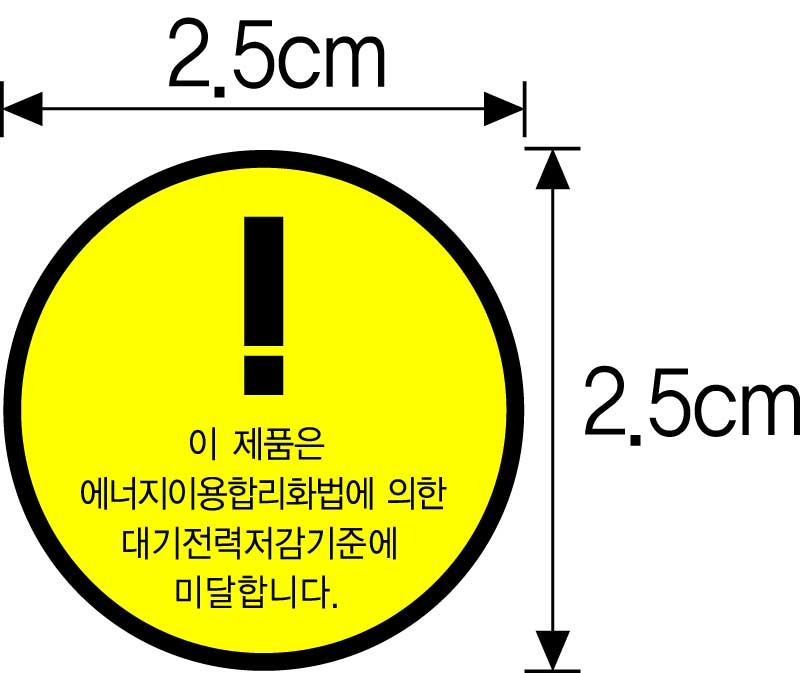 2.5cm
!
이 제품은
에너지이용합리화법에 의한
대기전력저감기준에
미달합니다.
2.5cm